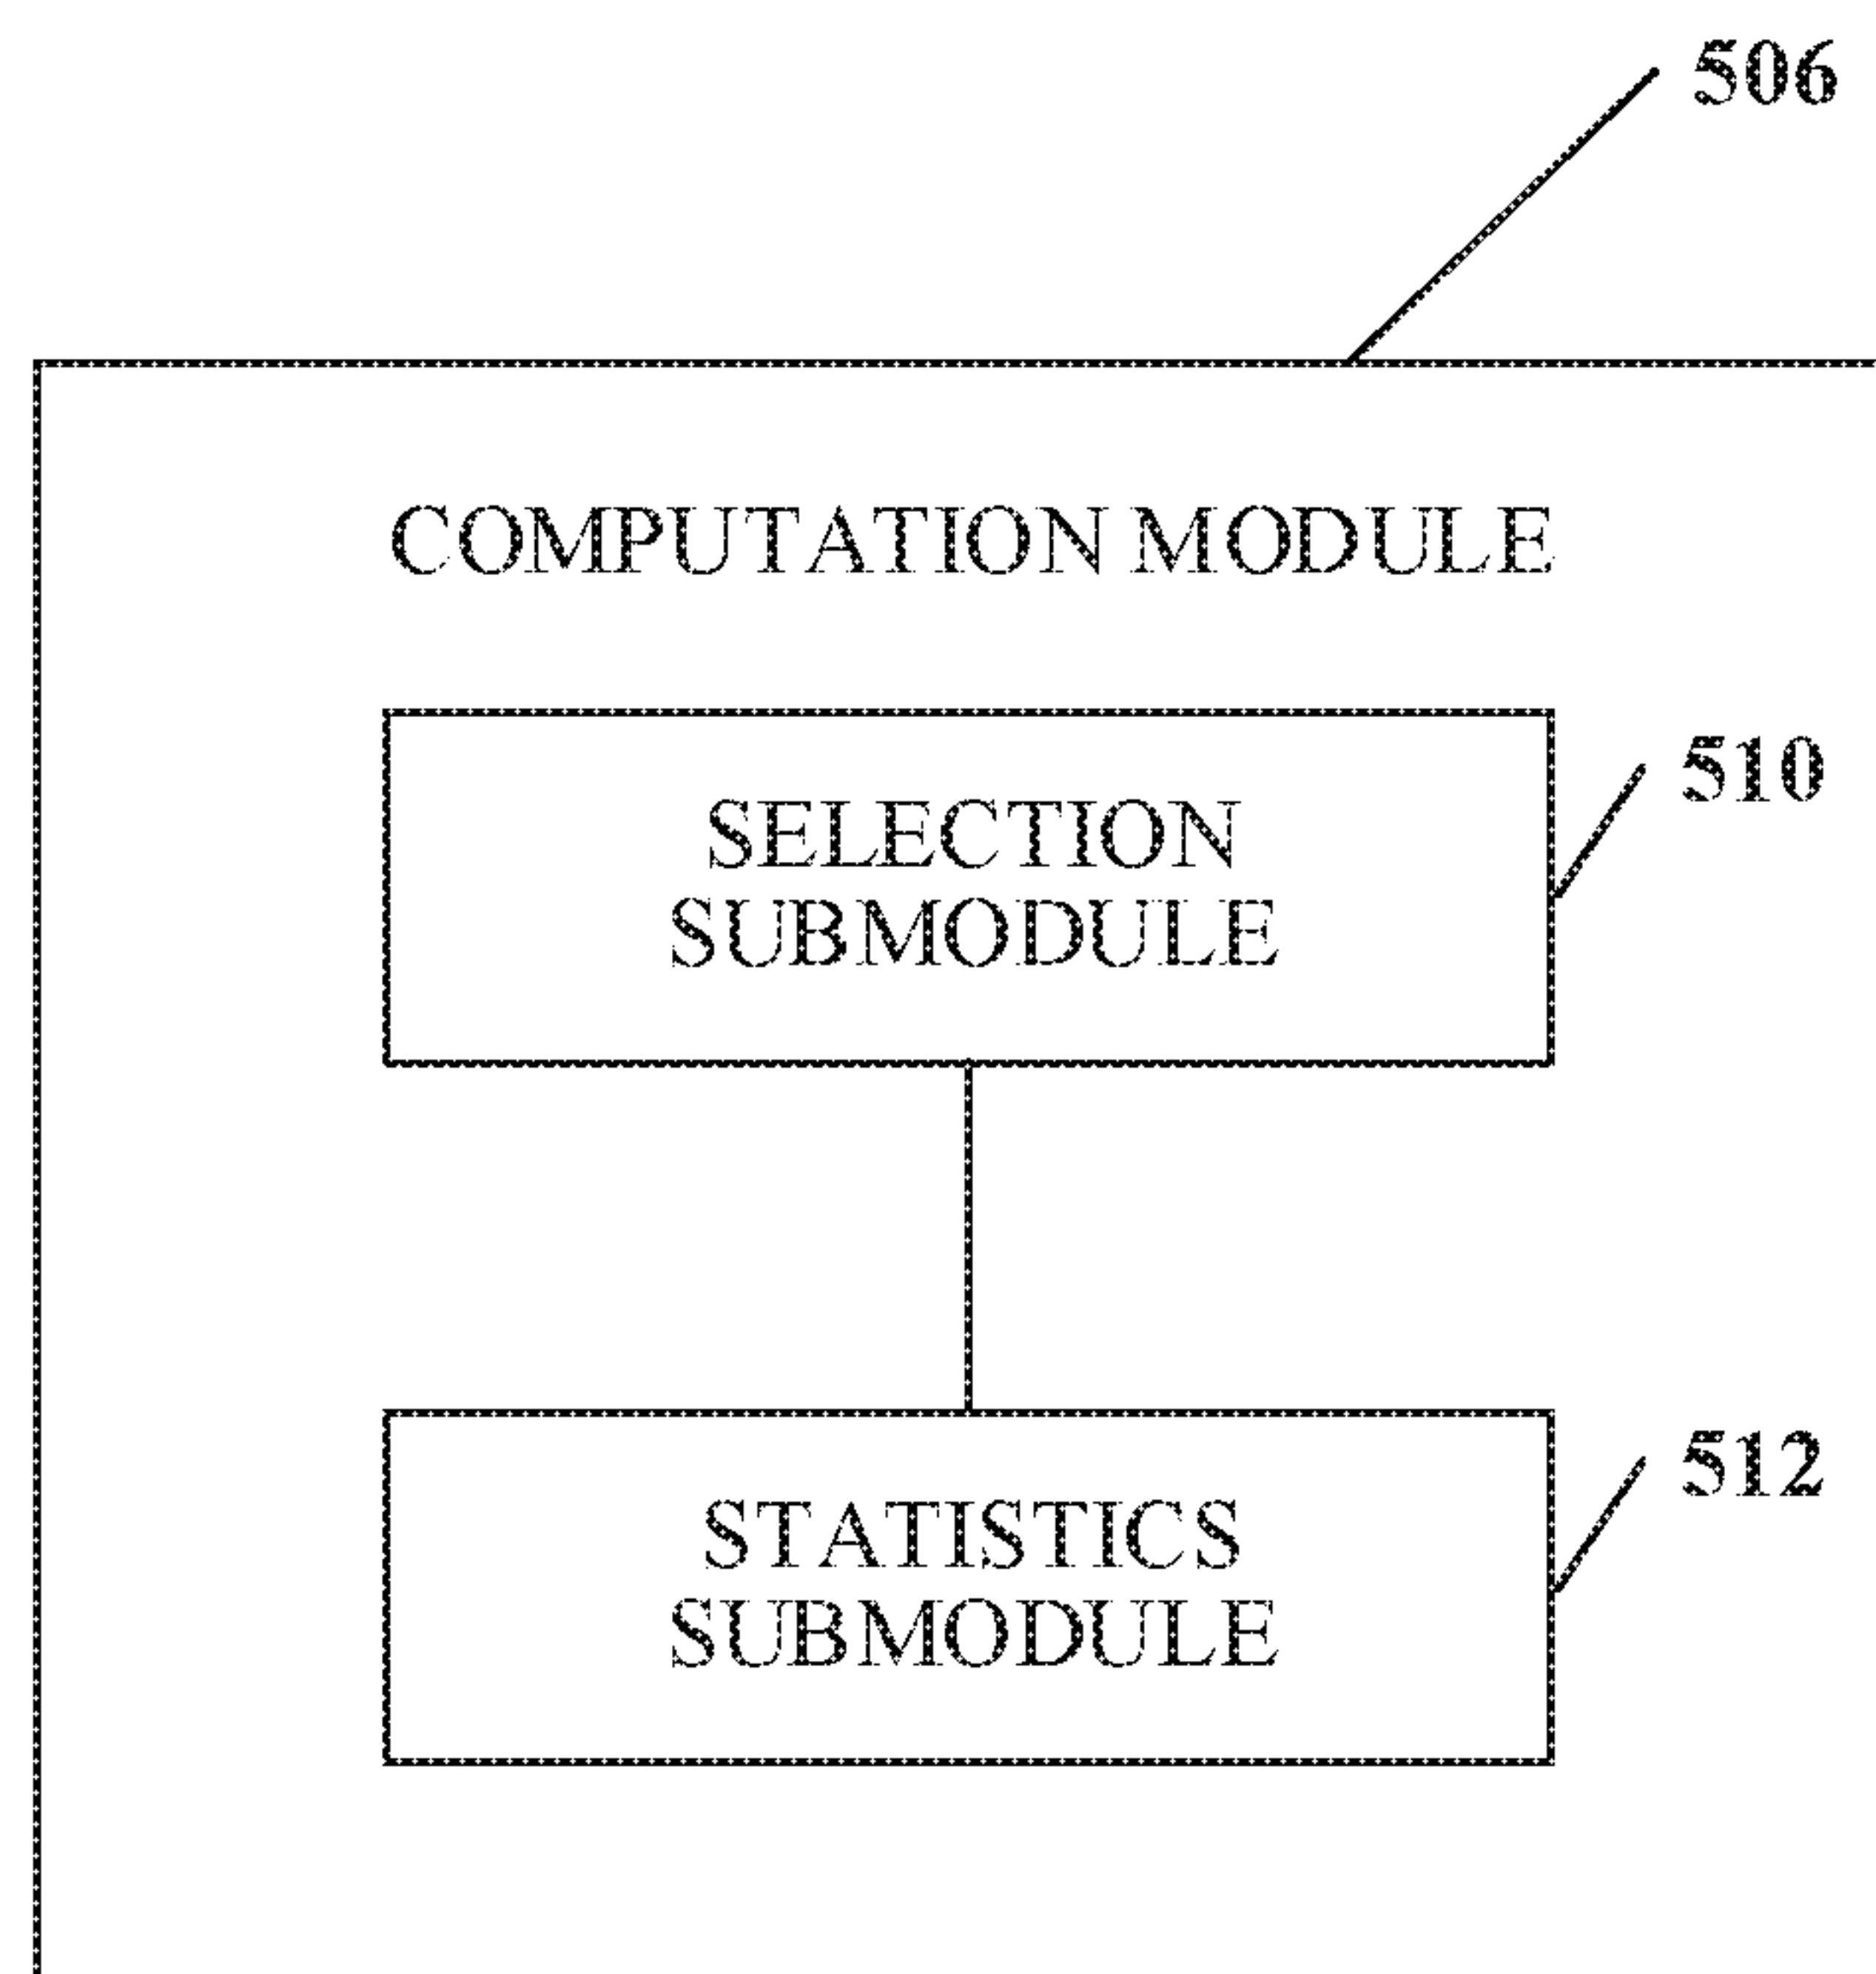 506
COMPUTATION MODULE
510
SELECTION
SUBMODULE
512
STATISTICS
SUBMODULE